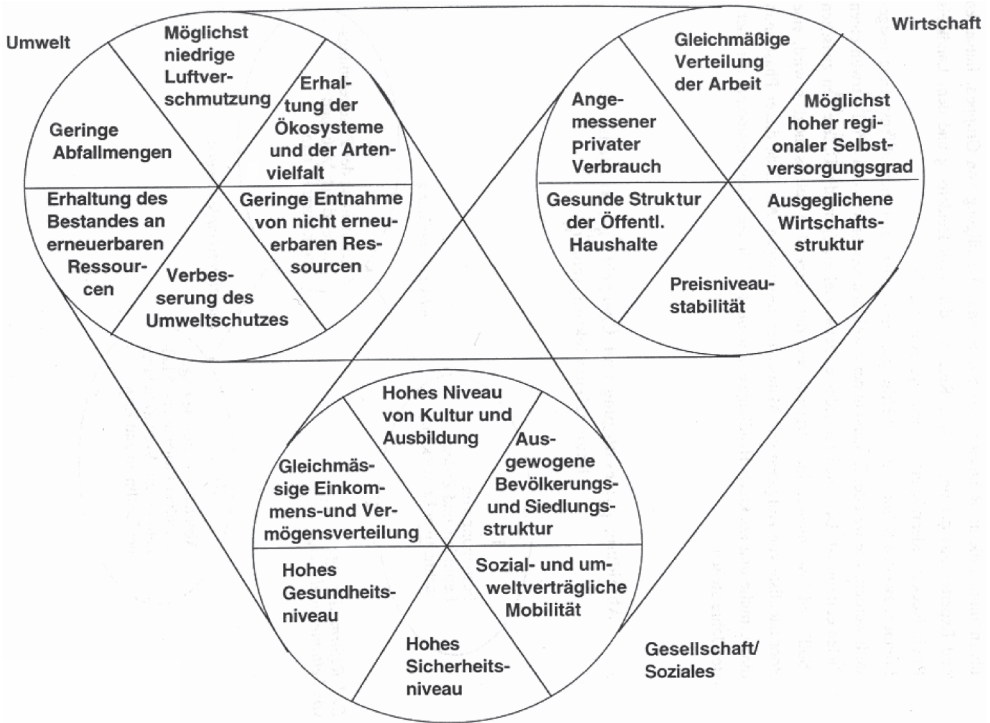 Umwelt
Möglichst
niedrige
Luftver-
schmutzung
Erhal-
tung der
Ökosysteme
und der Arten-
vielfalt
Geringe
Abfallmengen
Erhaltung des
Bestandes an
erneuerbaren
Ressour-
cen
Geringe Entnahme
von nicht erneu-
erbaren Res-
sourcen
Verbes-
serung des
Umweltschutzes
Wirtschaft
Gleichmäßige
Verteilung
der Arbeit
Ange-
messener
privater
Verbrauch
Möglichst
hoher regi-
onaler Selbst-
versorgungsgrad
Gesunde Struktur
der Öffentl.
Haushalte
Ausgeglichene
Wirtschafts-
struktur
Preisniveau-
stabilität
Hohes Niveau
von Kultur und
Ausbildung
Aus-
gewogene
Bevölkerungs-
und Siedlungs-
struktur
Gleichmäs-
sige Einkom-
mens-und Ver-
mögensverteilung
Hohes
Gesundheits-
niveau
Sozial- und um-
weltverträgliche
Mobilität
Hohes
Sicherheits-
niveau
Gesellschaft/
Soziales